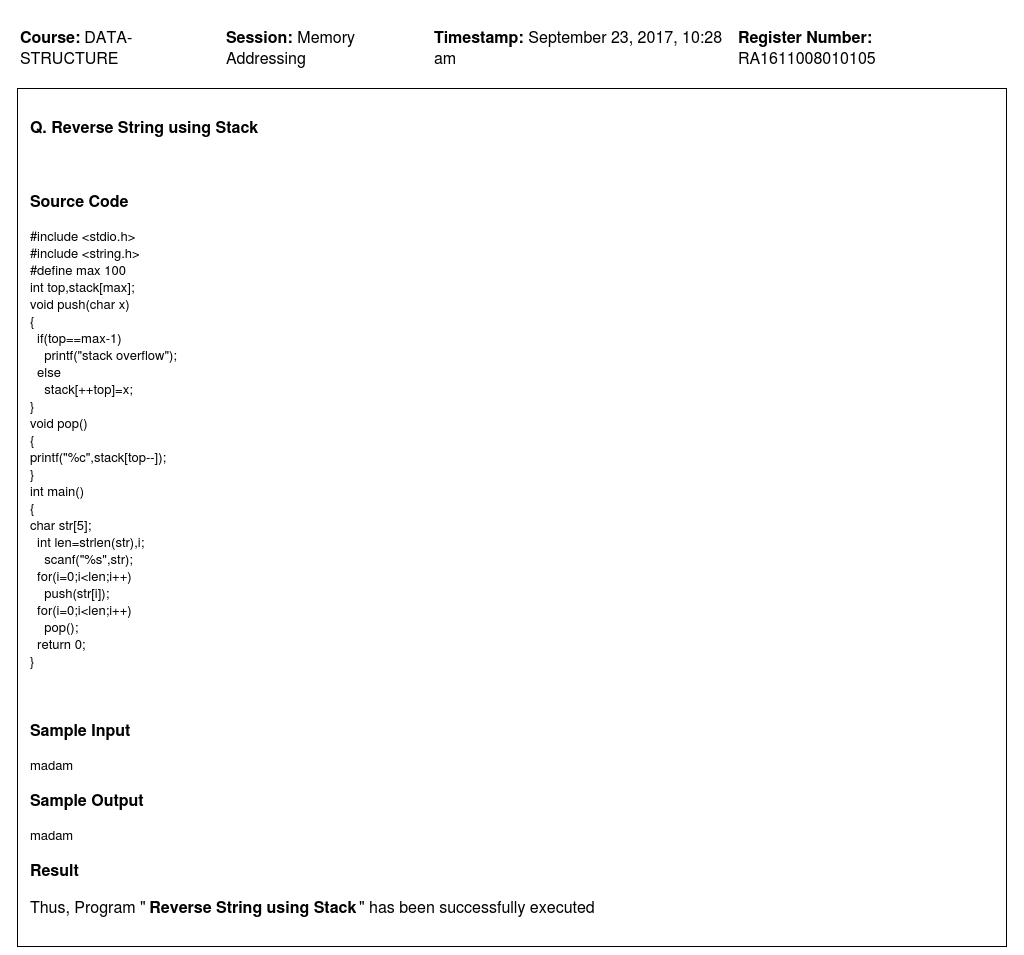 Course: DATA-STRUCTURE
Session: Memory Addressing
Timestamp: September 23, 2017, 10:28 am
Register Number: RA1611008010105
Q. Reverse String using Stack
Source Code
#include <stdio.h>
#include <string.h>
#define max 100
int top,stack[max];
void push(char x)
{
  if(top==max-1)
    printf("stack overflow");
  else
    stack[++top]=x;
}
void pop()
{
printf("%c",stack[top--]);
}
int main()
{
char str[5];
  int len=strlen(str),i;
    scanf("%s",str);
  for(i=0;i<len;i++)
    push(str[i]);
  for(i=0;i<len;i++)
    pop();
  return 0;
}
Sample Input
madam
Sample Output
madam
Result
Thus, Program " Reverse String using Stack " has been successfully executed